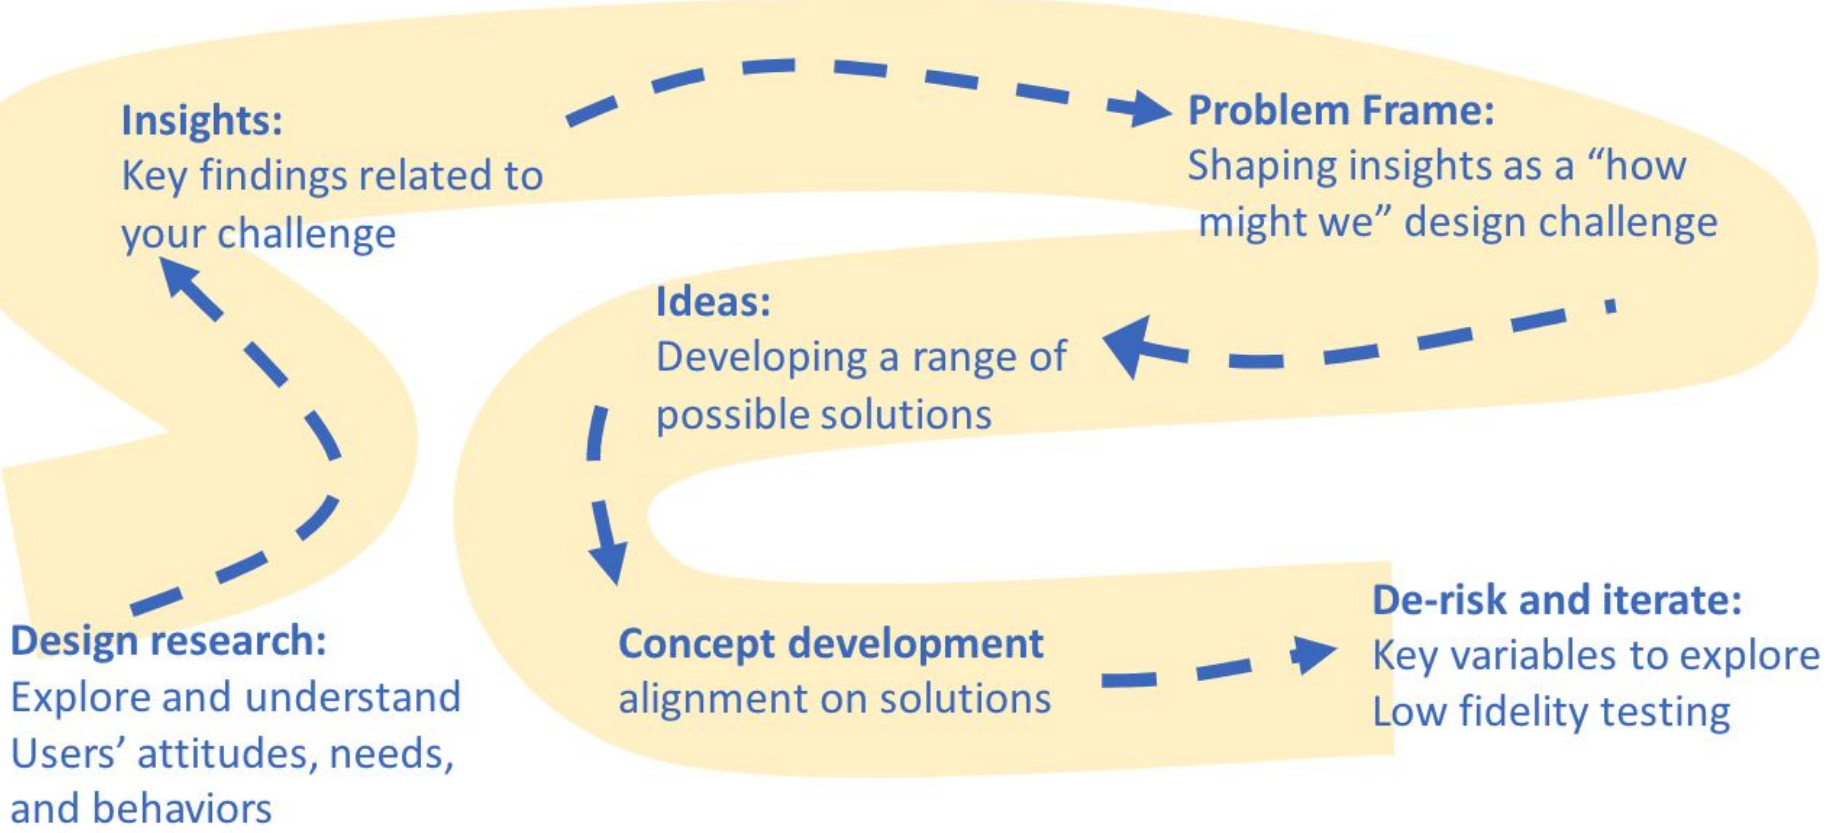 Insights:
Key findings related to
your challenge
Problem Frame:
Shaping insights as a “how
might we” design challenge
Ideas:
Developing a range of
possible solutions
Design research:
Explore and understand
Users’ attitudes, needs,
and behaviors
Concept development
alignment on solutions
De-risk and iterate:
Key variables to explore
Low fidelity testing